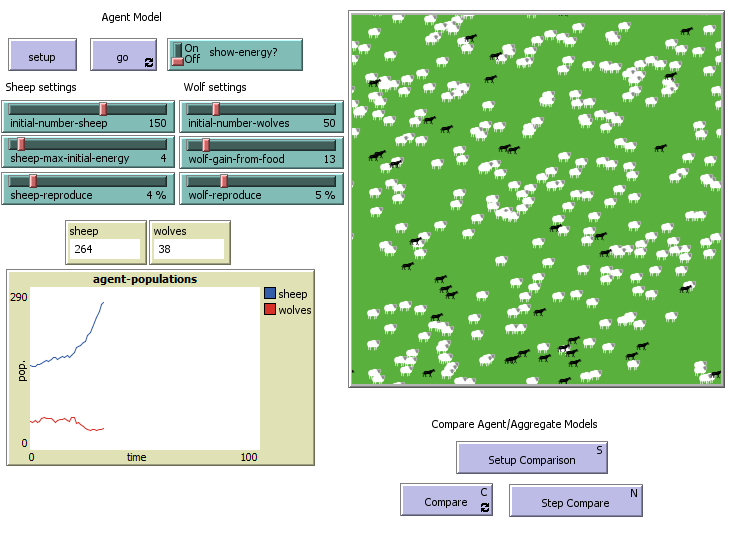 Agent Model
setup
go
On
Off
show-energy?
Sheep settings
Wolf settings
initial-number-sheep 150
initial-number-wolves 50
sheep-max-initial-energy 4
wolf-gain-from-food 13
sheep-reproduce 4 %
wolf-reproduce 5 %
sheep
264
wolves
38
agent-populations
290
pop.
0
0
time
100
sheep
wolves
Compare Agent/Aggregate Models
Setup Comparison S
Compare C
Step Compare N